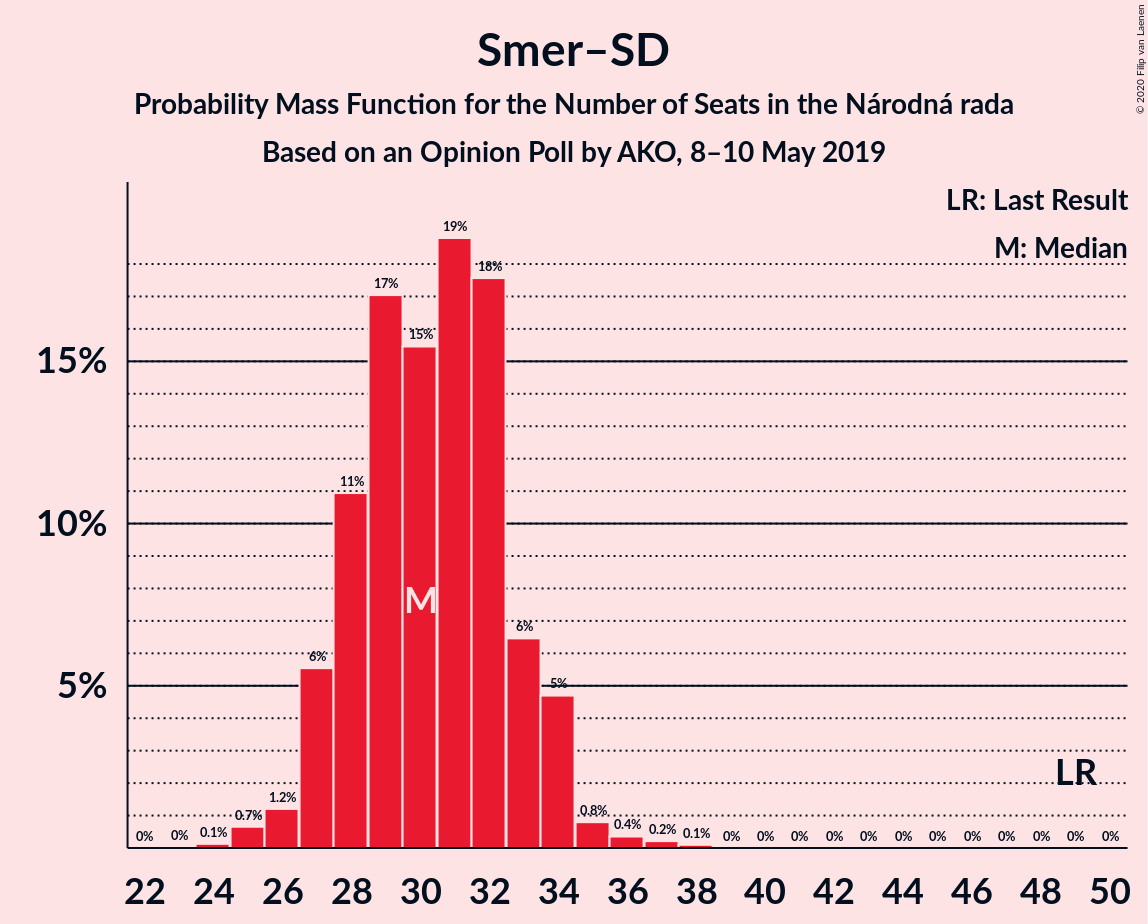 Smer–SD
Probability Mass Function for the Number of Seats in the Národná rada
Based on an Opinion Poll by AKO, 8–10 May 2019
© 2020 Filip van Laenen
LR: Last Result
M: Median
15%
10%
5%
0% 0% 0.1% 0.7% 1.2% 6% 11% 17% 15% 19% 18% 6% 5% 0.8% 0.4% 0.2% 0.1% 0% 0% 0% 0% 0% 0% 0% 0% 0% 0% 0% 0%
M
LR
22 24 26 28 30 32 34 36 38 40 42 44 46 48 50